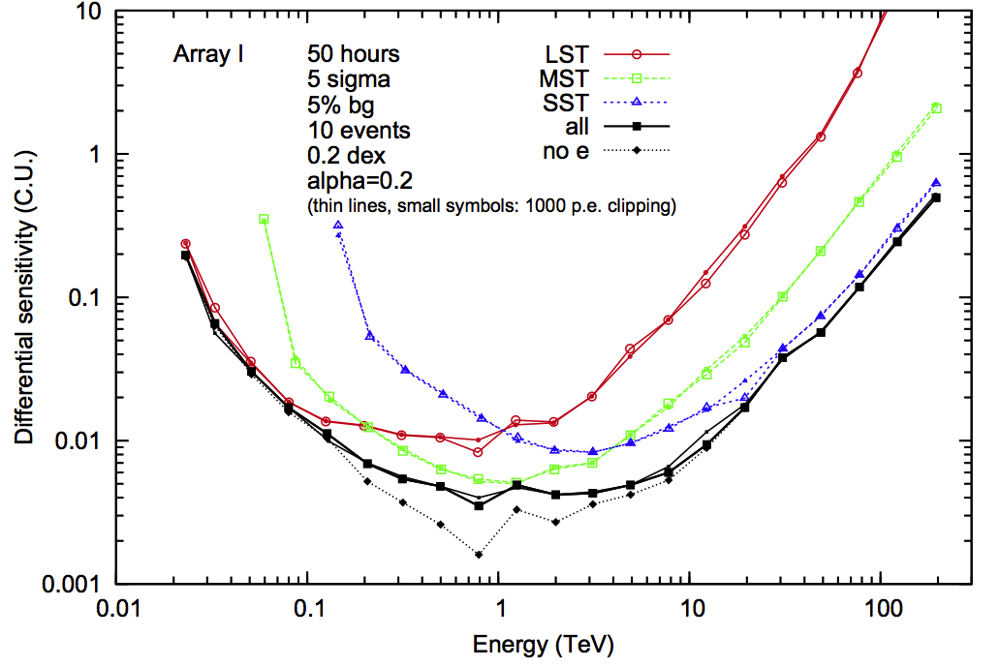 10
1
0.1
0.01
0.001
Differential sensitivity (C.U.)
Array I
50 hours
5 sigma
5% bg
10 events
0.2 dex
alpha=0.2
(thin lines, small symbols: 1000 p.e. clipping)
LST
MST
SST
all
no e
0.01 0.1 1 10 100
Energy (TeV)